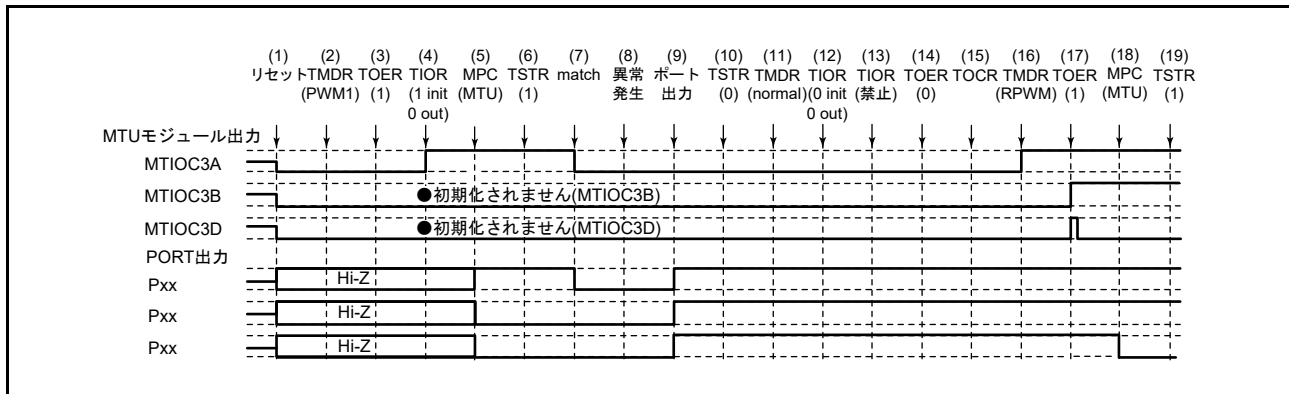 (1) (2) (3) (4) (5) (6) (7) (8) (9) (10) (11) (12) (13) (14) (15) (16) (17) (18) (19)
リセット TMDR TOER TIOR MPC TSTR match 異常 ポート TSTR TMDR TIOR TIOR TOER TOCR TMDR TOER MPC TSTR
(PWM1) (1) (1 init (MTU) (1) 発生 出力 (0) (normal) (0 init (禁止) (0) (RPWM) (1) (MTU) (1)
0 out) 0 out)
MTUモジュール出力
MTIOC3A
MTIOC3B ●初期化されません(MTIOC3B)
MTIOC3D ●初期化されません(MTIOC3D)
PORT出力
Pxx Hi-Z
Pxx Hi-Z
Pxx Hi-Z